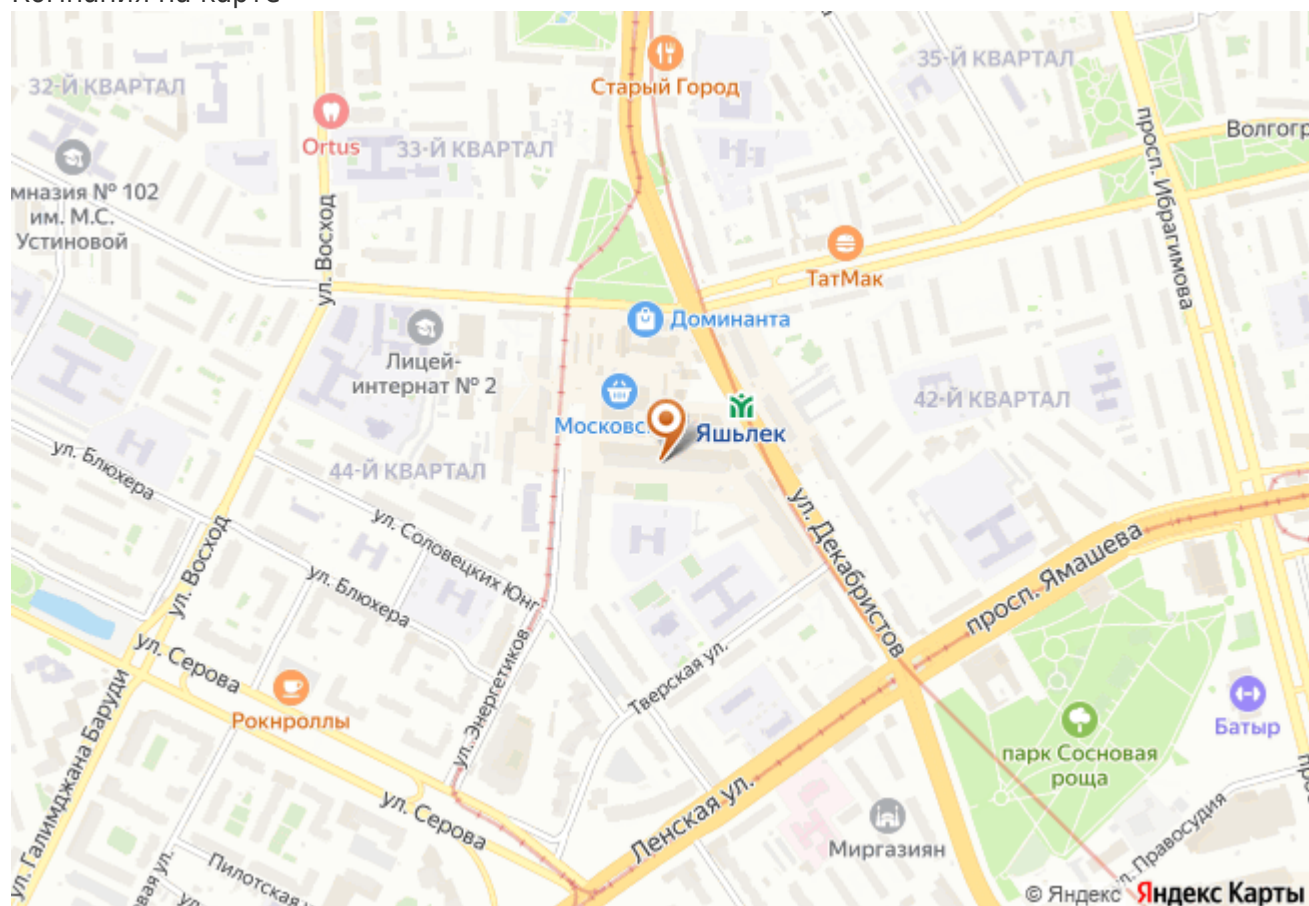 Старый Город
35-Й КВАРТАЛ
32-Й КВАРТАЛ
Ortus
33-Й КВАРТАЛ
просп. Ибрагимова
Волгогр
мназия № 102
им. М.С.
Устиновой
ул. Восход
ТатМак
Доминанта
Лицей-
интернат № 2
Московс
Яшьлек
42-Й КВАРТАЛ
44-Й КВАРТАЛ
ул. Блюхера
ул. Соловецких Юнг
ул. Декабристов
просп. Ямашева
ул. Восход
ул. Блюхера
ул. Серова
ул. Энергетиков
Тверская ул.
Рокнроллы
Батыр
парк Сосновая
роща
ул. Галимджана Баруди
ул. Серова
Ленская ул.
Миргазиян
Правосудия
Пилотская
вая ул.
© Яндекс Яндекс Карты